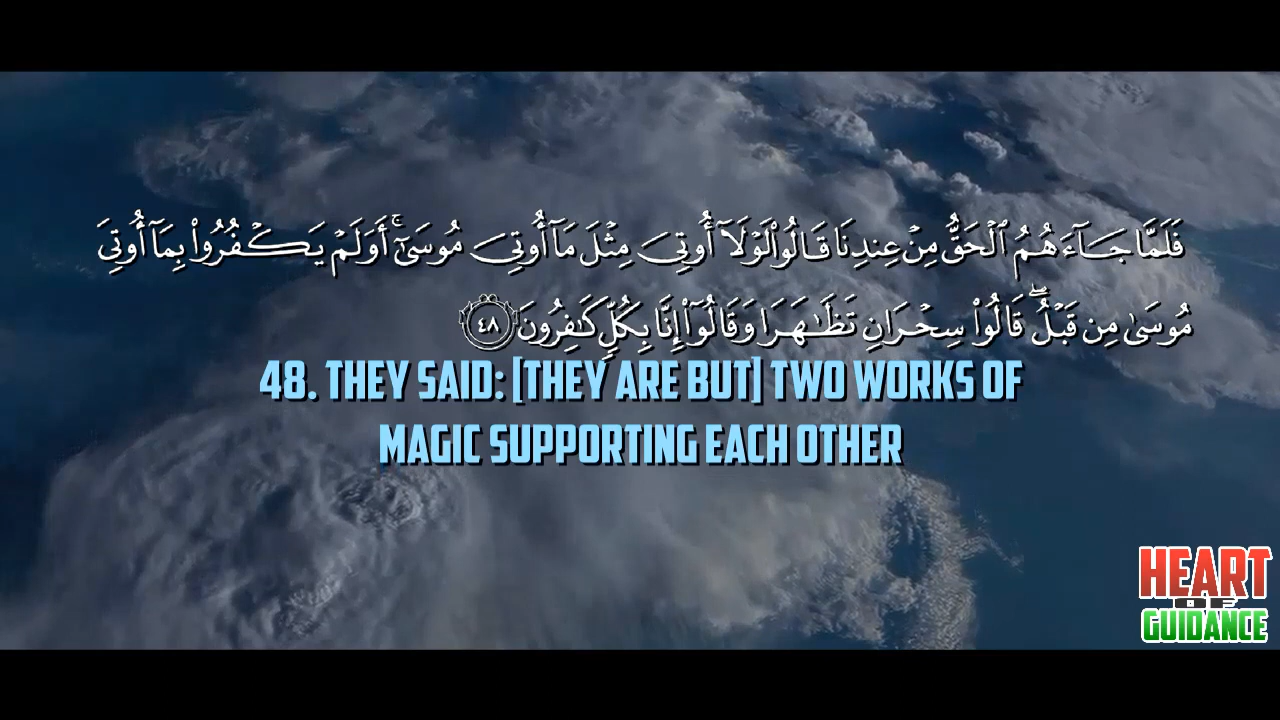 فَلَمَّا جَآءَهُمُ ٱلْحَقُّ مِنْ عِندِنَا قَالُوا۟ لَوْلَآ أُوتِىَ مِثْلَ مَآ أُوتِىَ مُوسَىٰٓ ۚ أَوَلَمْ يَكْفُرُوا۟ بِمَآ أُوتِىَ
مُوسَىٰ مِن قَبْلُ ۖ قَالُوا۟ سِحْرَانِ تَظَـٰهَرَا وَقَالُوٓا۟ إِنَّا بِكُلٍّ كَـٰفِرُونَ ٤٨
48. THEY SAID: [THEY ARE BUT] TWO WORKS OF
MAGIC SUPPORTING EACH OTHER
HEART
OF
GUIDANCE